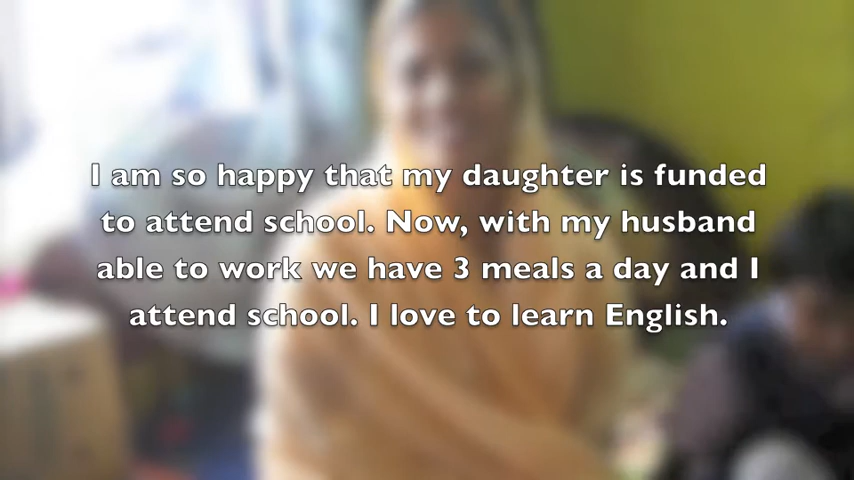 I am so happy that my daughter is funded
to attend school. Now, with my husband
able to work we have 3 meals a day and I
attend school. I love to learn English.